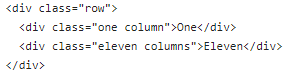 <div class="row">
  <div class="one column">One</div>
  <div class="eleven columns">Eleven</div>
</div>